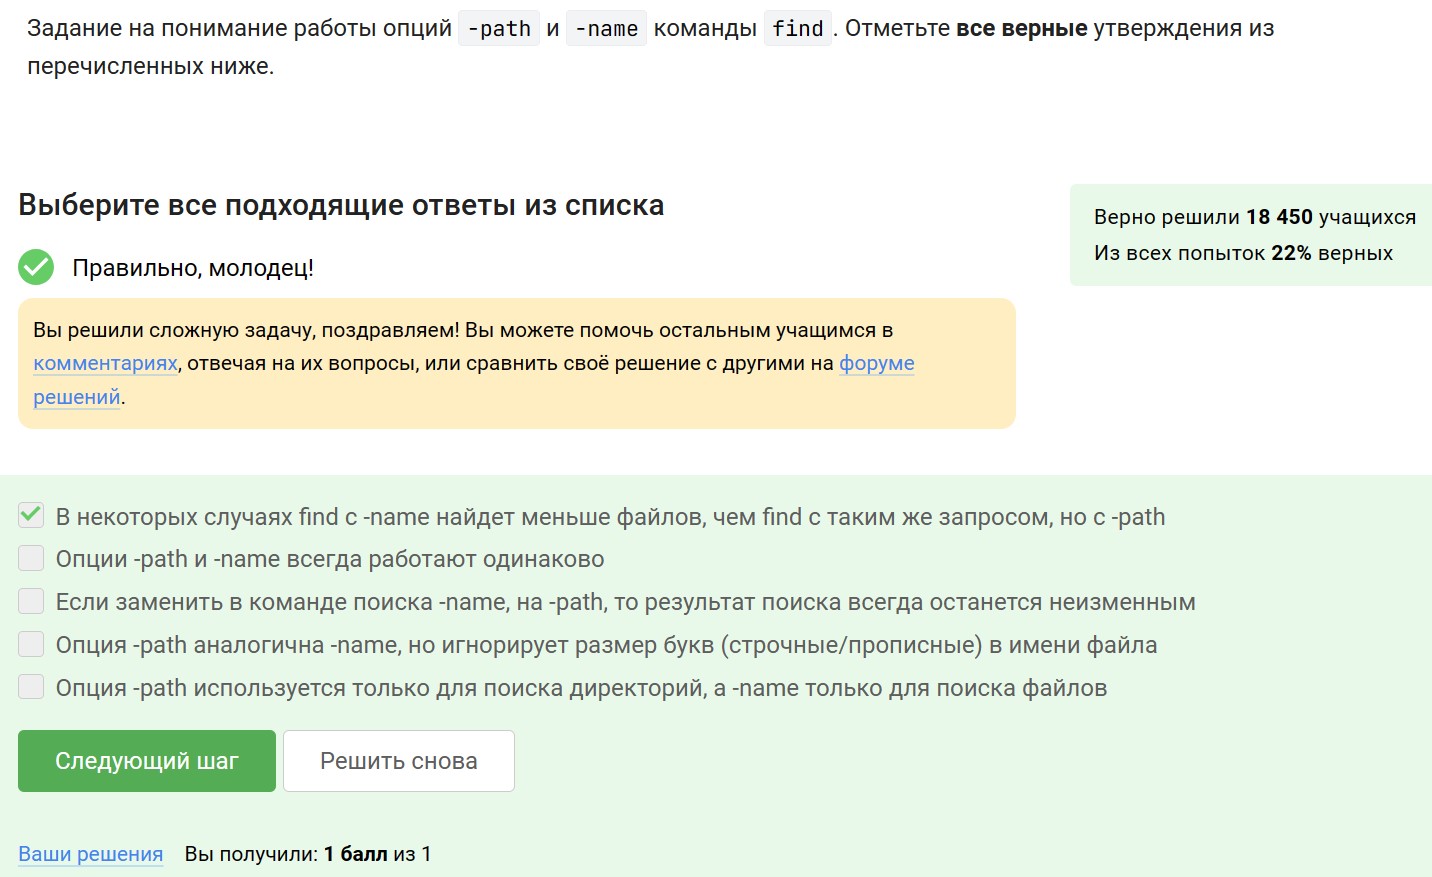 Задание на понимание работы опций -path и -name команды find. Отметьте все верные утверждения из
перечисленных ниже.
Выберите все подходящие ответы из списка
Верно решили 18 450 учащихся
Из всех попыток 22% верных
Правильно, молодец!
Вы решили сложную задачу, поздравляем! Вы можете помочь остальным учащимся в
комментариях, отвечая на их вопросы, или сравнить своё решение с другими на форуме
решений.
В некоторых случаях find с -name найдет меньше файлов, чем find с таким же запросом, но с -path
Опции -path и -name всегда работают одинаково
Если заменить в команде поиска -name, на -path, то результат поиска всегда останется неизменным
Опция -path аналогична -name, но игнорирует размер букв (строчные/прописные) в имени файла
Опция -path используется только для поиска директорий, а -name только для поиска файлов
Следующий шаг
Решить снова
Ваши решения Вы получили: 1 балл из 1